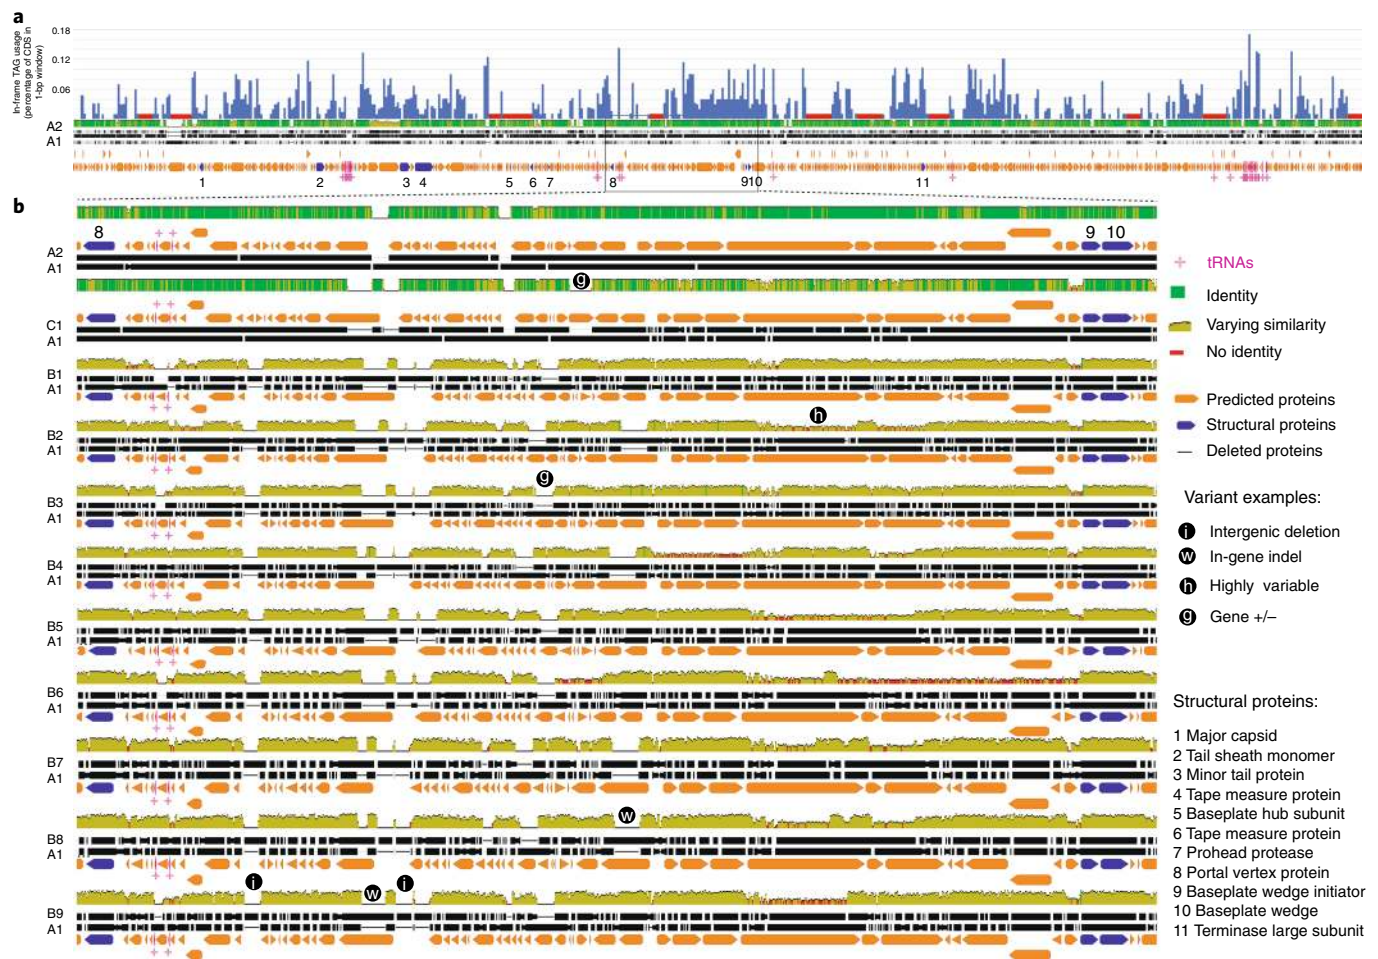 a
In-frame TAG usage
(percentage of CDS in
1-bp window)
0.18
0.12
0.06
A2
A1
1 2 3 4 5 6 7 8 910 11
b
8 9 10
A2
A1
g
C1
A1
B1
A1
h
B2
A1
g
B3
A1
B4
A1
B5
A1
B6
A1
B7
A1
w
B8
A1
i w i
B9
A1
tRNAs
Identity
Varying similarity
No identity
Predicted proteins
Structural proteins
Deleted proteins
Variant examples:
i Intergenic deletion
w In-gene indel
h Highly variable
g Gene +/–
Structural proteins:
1 Major capsid
2 Tail sheath monomer
3 Minor tail protein
4 Tape measure protein
5 Baseplate hub subunit
6 Tape measure protein
7 Prohead protease
8 Portal vertex protein
9 Baseplate wedge initiator
10 Baseplate wedge
11 Terminase large subunit